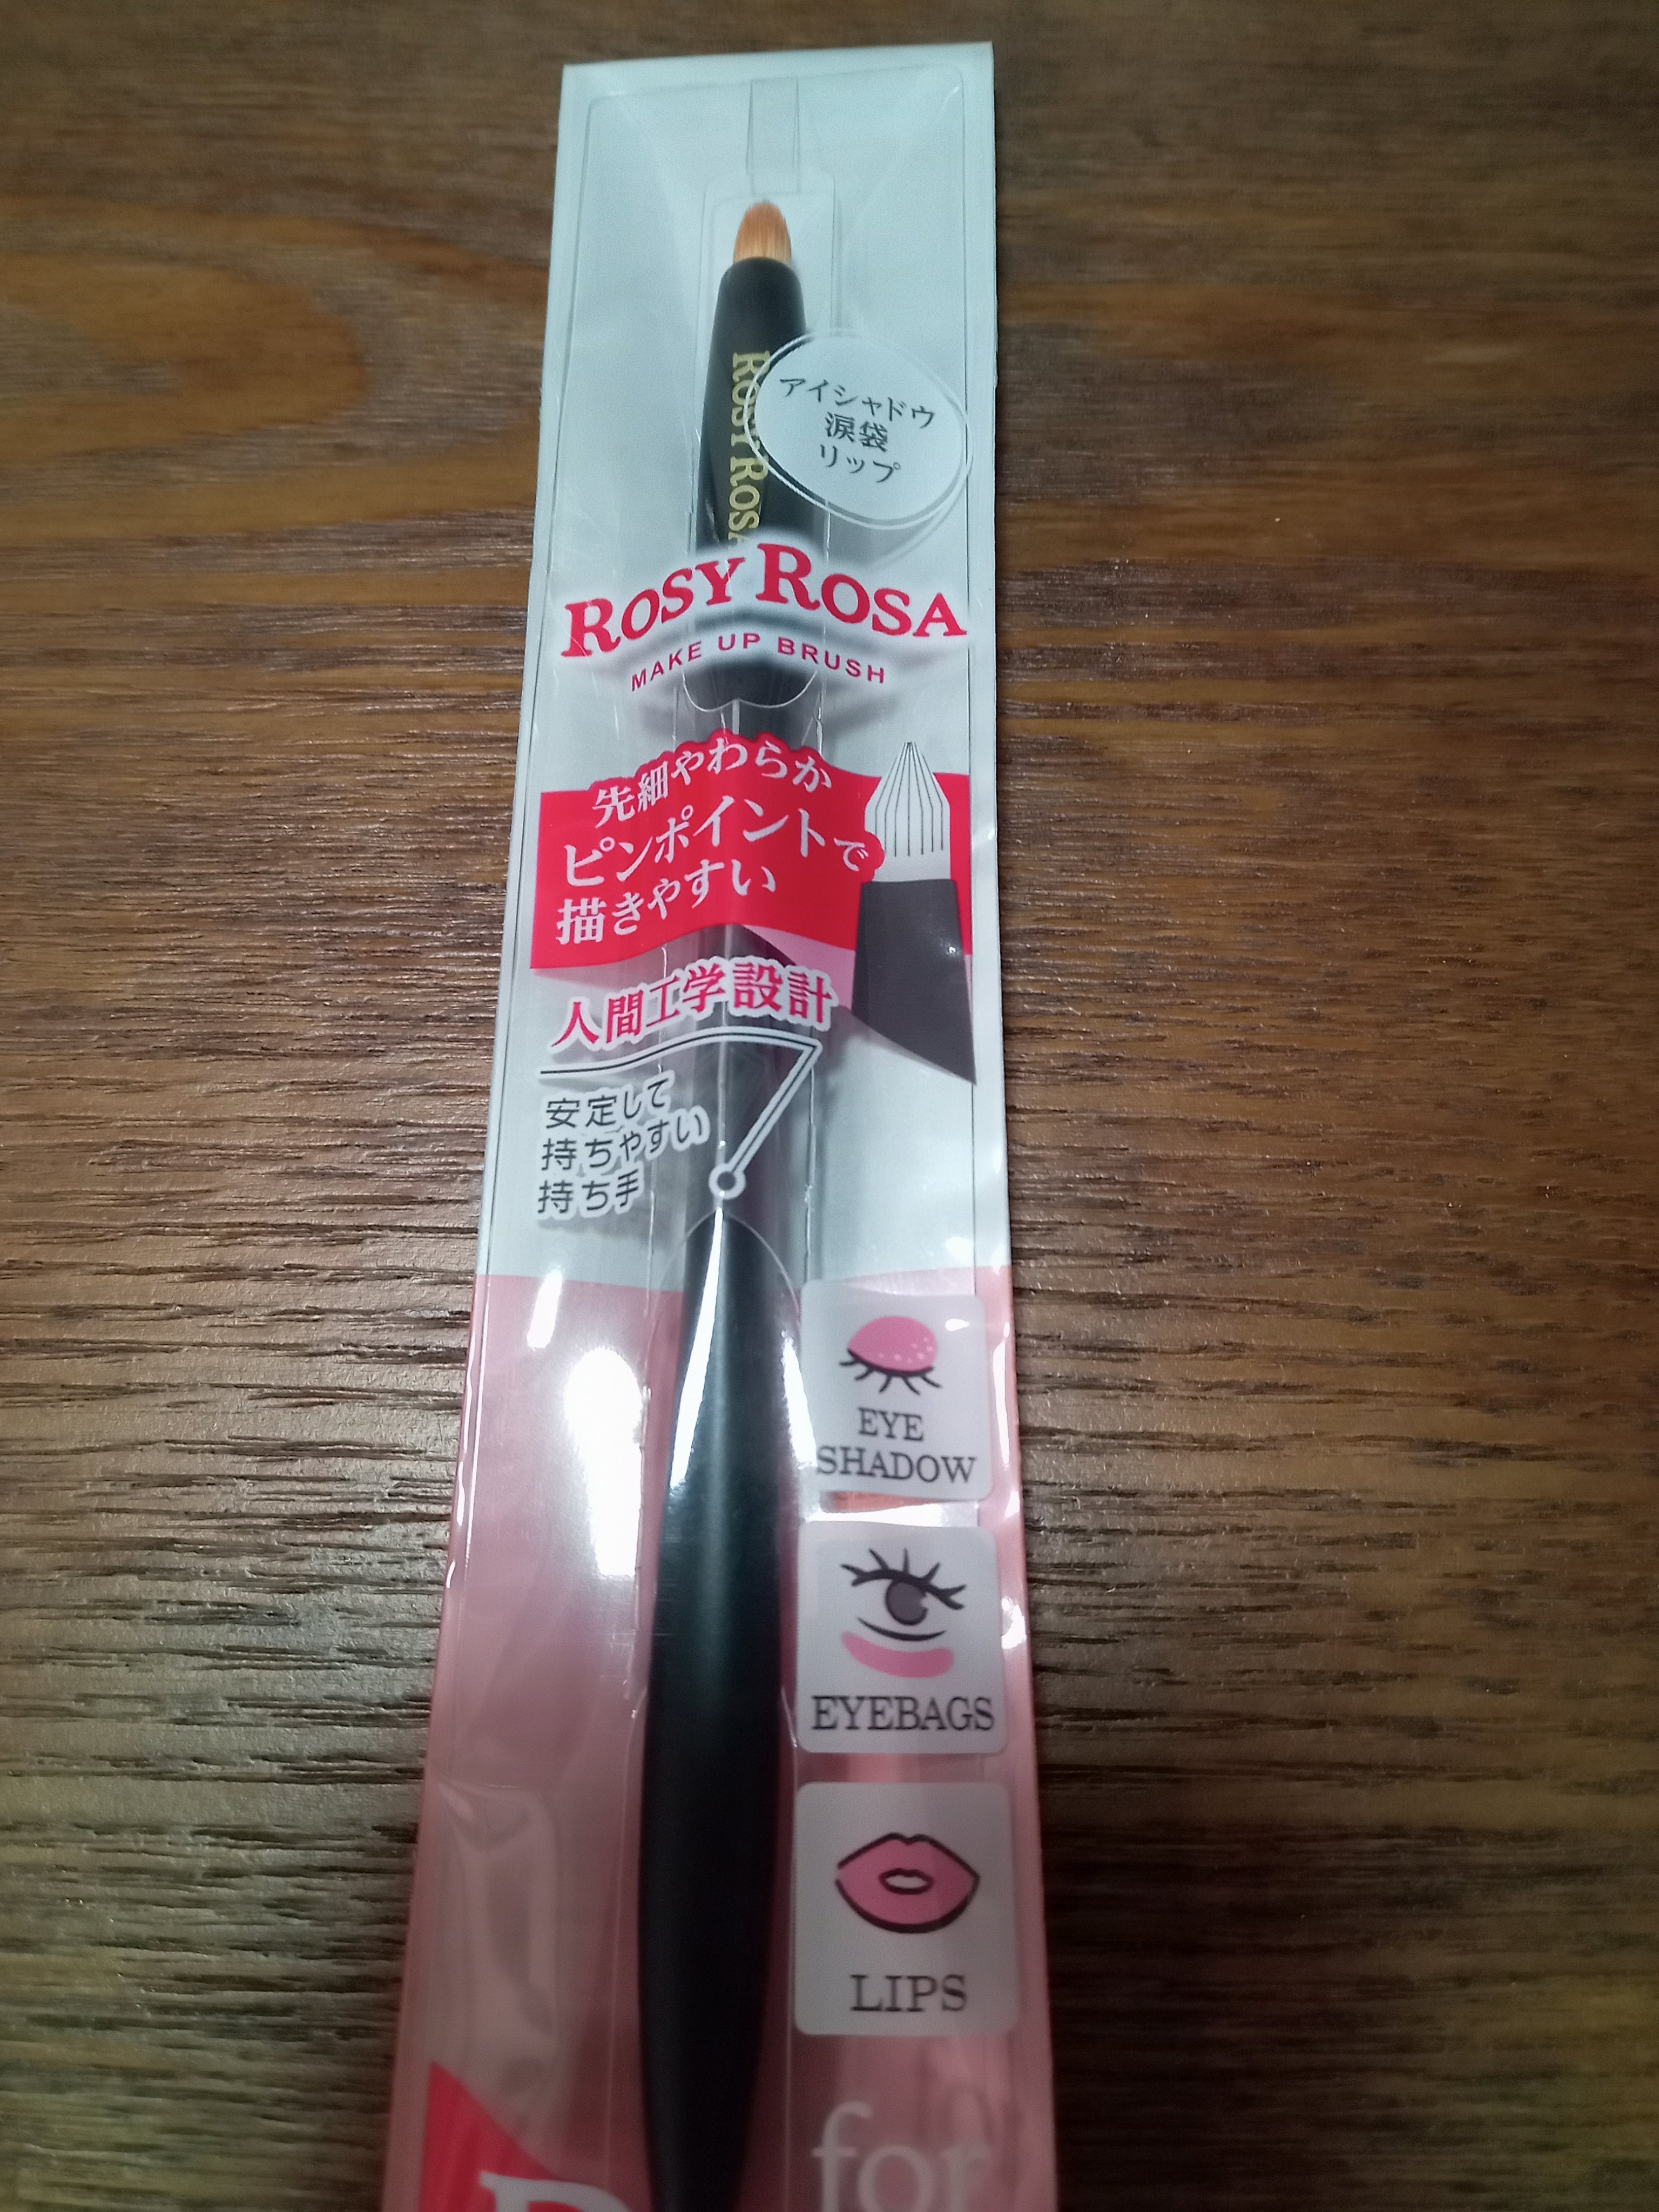 ROSY ROSA
アイシャドウ
涙袋
リップ
ROSY ROSA
MAKE UP BRUSH
先細やわらか
ピンポイントで
描きやすい
人間工学設計
安定して
持ちやすい
持ち手
EYE
SHADOW
EYEBAGS
LIPS
for